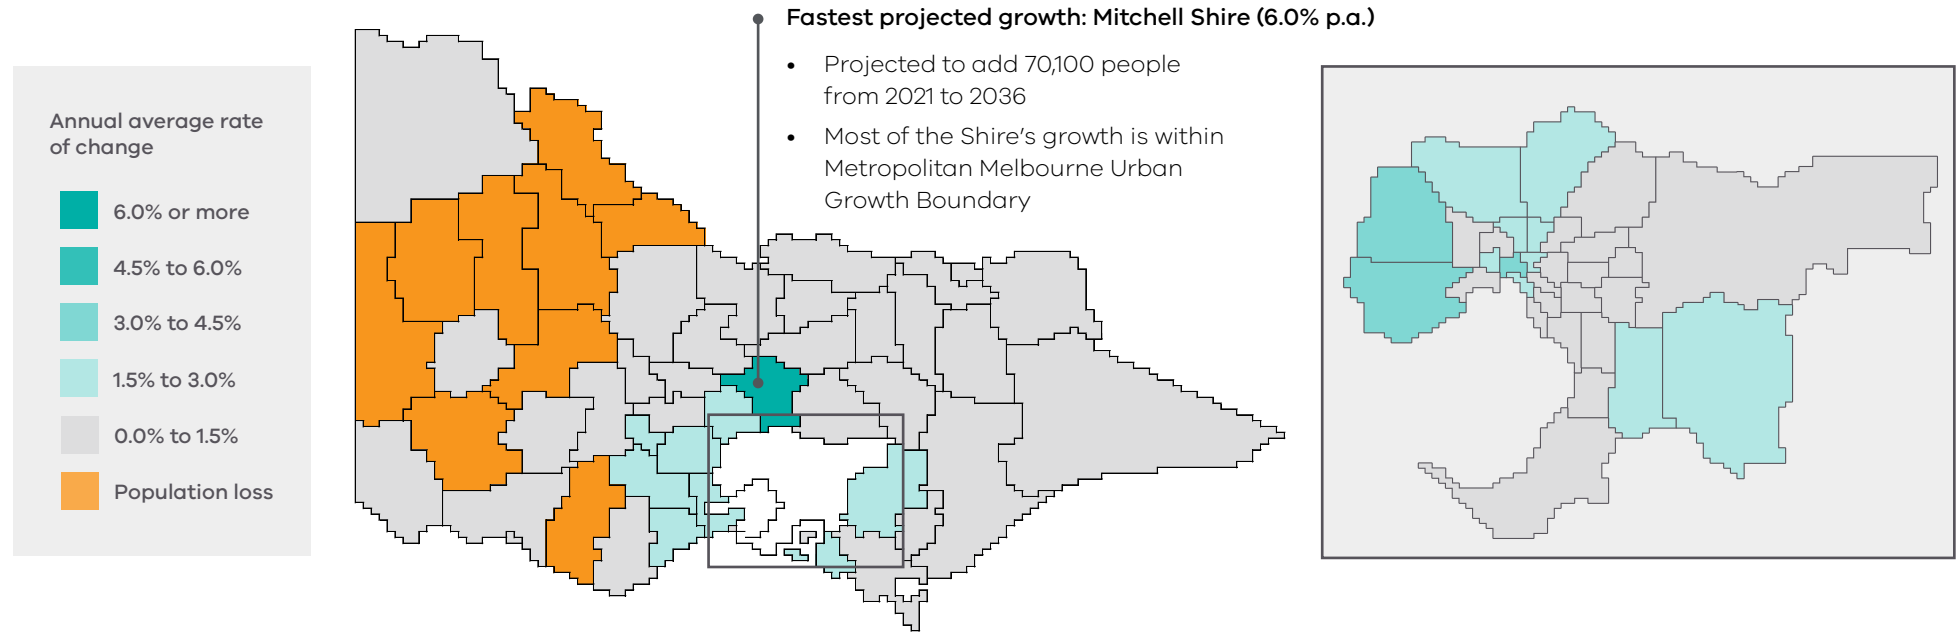 Fastest projected growth: Mitchell Shire (6.0% p.a.)
• Projected to add 70,100 people
from 2021 to 2036
• Most of the Shire's growth is within
Metropolitan Melbourne Urban
Growth Boundary
Annual average rate
of change
6.0% or more
4.5% to 6.0%
3.0% to 4.5%
1.5% to 3.0%
0.0% to 1.5%
Population loss